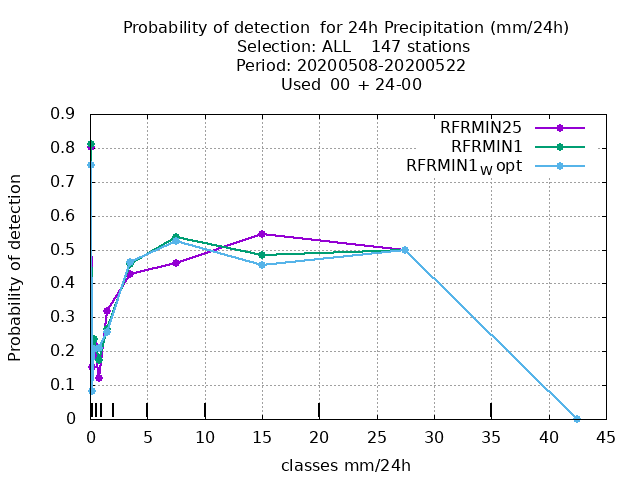 Probability of detection  for 24h Precipitation (mm/24h)
Selection: ALL    147 stations
Period: 20200508-20200522
Used  00 + 24-00
RFRMIN25
RFRMIN1
RFRMIN1W opt
Probability of detection
0.9
0.8
0.7
0.6
0.5
0.4
0.3
0.2
0.1
0
0 5 10 15 20 25 30 35 40 45
classes mm/24h